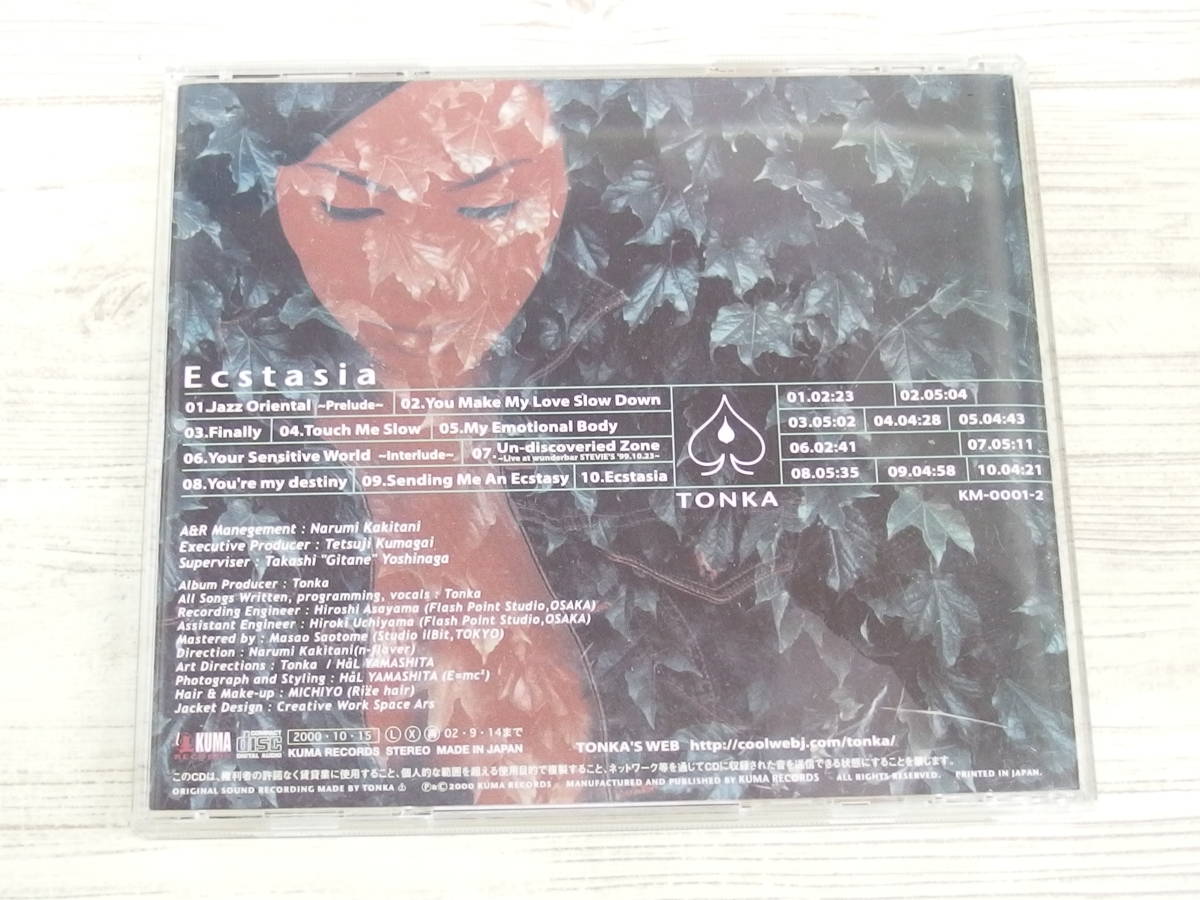 Ecstasia
01.Jazz Oriental ~Prelude~ 02.You Make My Love Slow Down
03.Finally 04.Touch Me Slow 05.My Emotional Body
06.Your Sensitive World ~Interlude~ 07.Un-discoveried Zone
~Live at wunderbar STEVIE'S '99.10.23~
08.You're my destiny 09.Sending Me An Ecstasy 10.Ecstasia
TONKA
01.02:23 02.05:04
03.05:02 04.04:28 05.04:43
06.02:41 07.05:11
08.05:35 09.04:58 10.04:21
KM-0001-2
A&R Manegement : Narumi Kakitani
Executive Producer : Tetsuji Kumagai
Superviser : Takashi "Gitane" Yoshinaga
Album Producer : Tonka
All Songs Written, programming, vocals : Tonka
Recording Engineer : Hiroshi Asayama (Flash Point Studio,OSAKA)
Assistant Engineer : Hiroki Uchiyama (Flash Point Studio,OSAKA)
Mastered by : Masao Saotome (Studio ilBit,TOKYO)
Direction : Narumi Kakitani(n-flaver)
Art Directions : Tonka / HåL YAMASHITA
Photograph and Styling : HåL YAMASHITA (E=mc²)
Hair & Make-up : MICHIYO (Rize hair)
Jacket Design : Creative Work Space Ars
KUMA RECORDS COMPACT disc DIGITAL AUDIO 2000・10・15 Ⓛ Ⓧ 02・9・14まで
KUMA RECORDS STEREO MADE IN JAPAN
TONKA'S WEB http://coolwebj.com/tonka/
このCDは、権利者の許諾なく賃貸業に使用すること、個人的な範囲を超える使用目的で複製すること、ネットワーク等を通じてCDに収録された音を送信できる状態にすることを禁じます。
ORIGINAL SOUND RECORDING MADE BY TONKA ℗&©2000 KUMA RECORDS MANUFACTURED AND PUBLISHED BY KUMA RECORDS ALL RIGHTS RESERVED. PRINTED IN JAPAN.